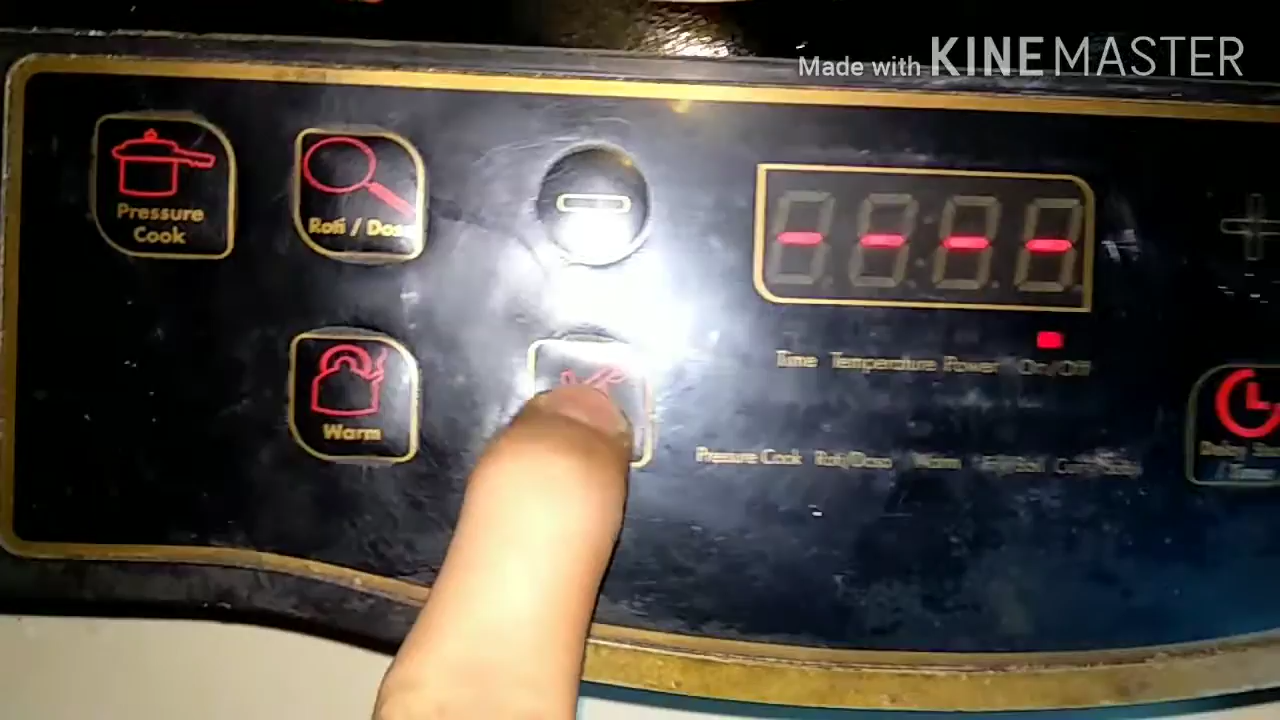 Made with KINEMASTER
Pressure
Cook
Roti / Dosa
Warm
Time Temperature Power On/Off
Pressure Cook Roti/Dosa Warm